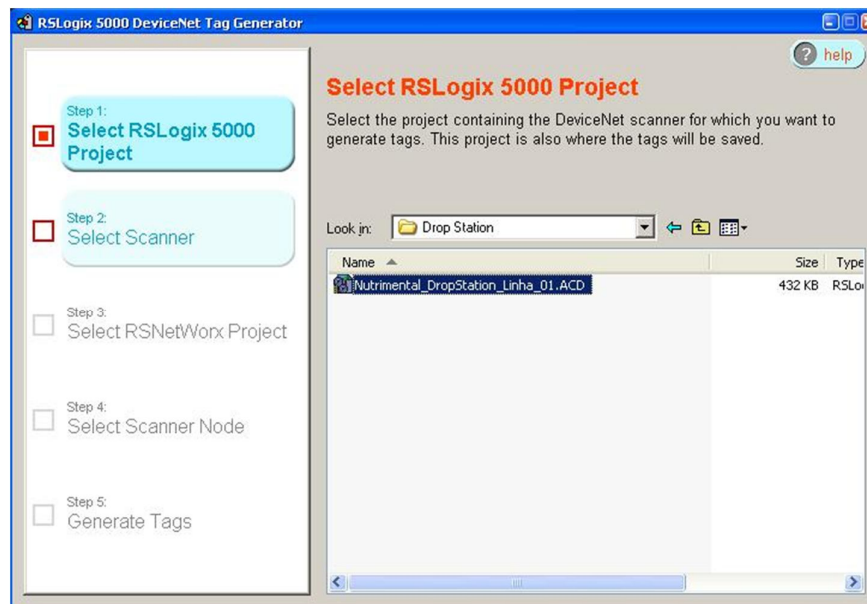 RSLogix 5000 DeviceNet Tag Generator
? help
Step 1:
Select RSLogix 5000
Project
Step 2:
Select Scanner
Step 3:
Select RSNetWorx Project
Step 4:
Select Scanner Node
Step 5:
Generate Tags
Select RSLogix 5000 Project
Select the project containing the DeviceNet scanner for which you want to
generate tags. This project is also where the tags will be saved.
Look in: Drop Station
Name Size Type
Nutrimental_DropStation_Linha_01.ACD 432 KB RSLo